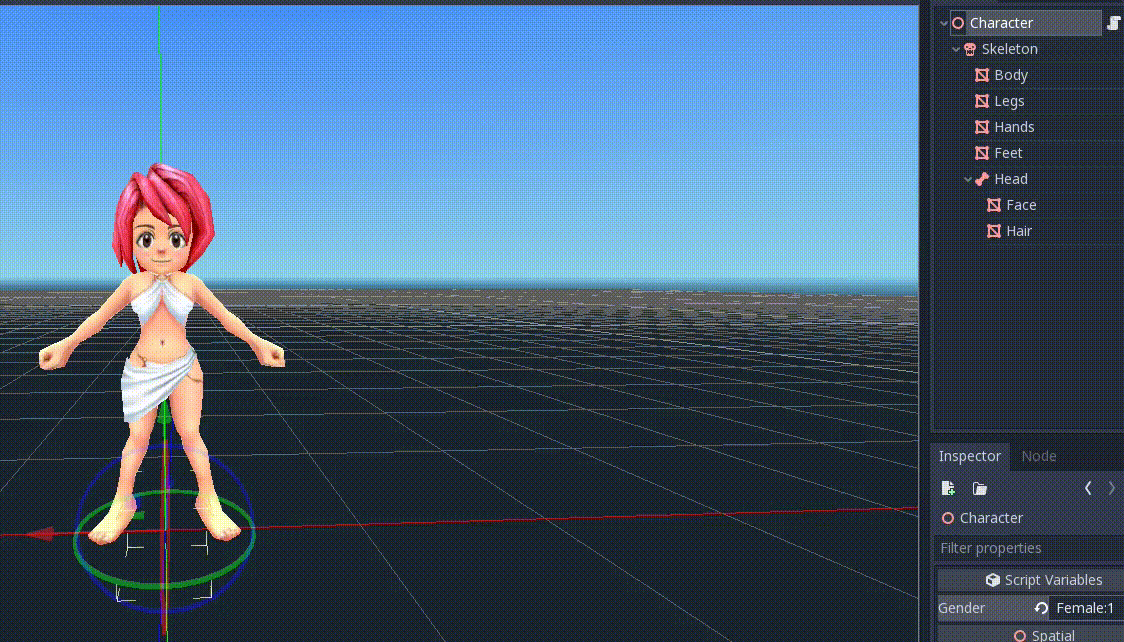 Character
Skeleton
Body
Legs
Hands
Feet
Head
Face
Hair
Inspector Node
Character
Filter properties
Script Variables
Gender Female:1
Spatial